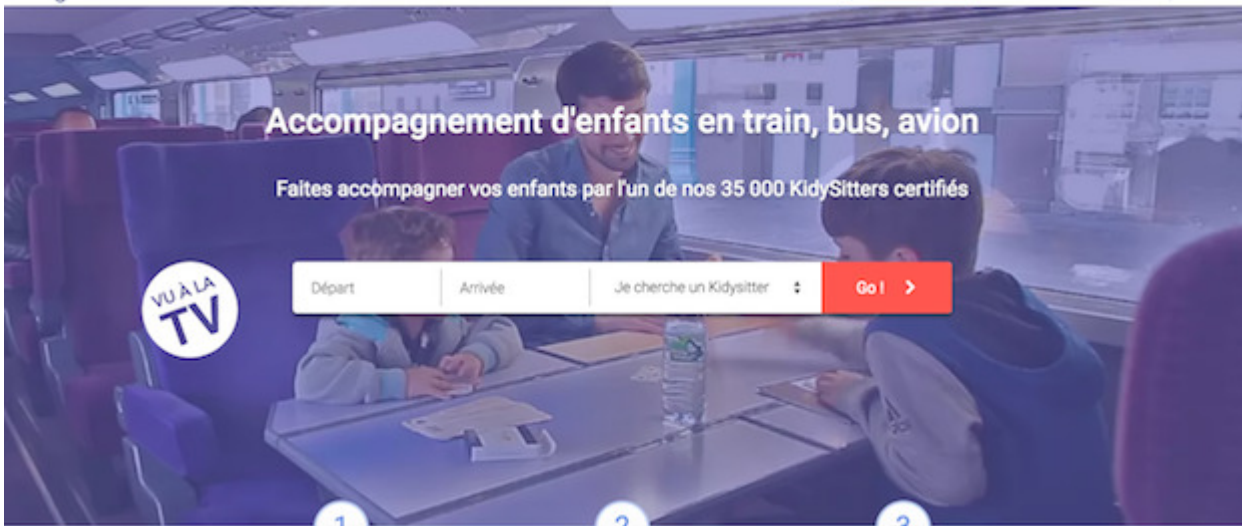 Accompagnement d'enfants en train, bus, avion
Faites accompagner vos enfants par l'un de nos 35 000 KidySitters certifiés
VU À LA
TV
Départ
Arrivée
Je cherche un Kidysitter
Go !
1
2
3